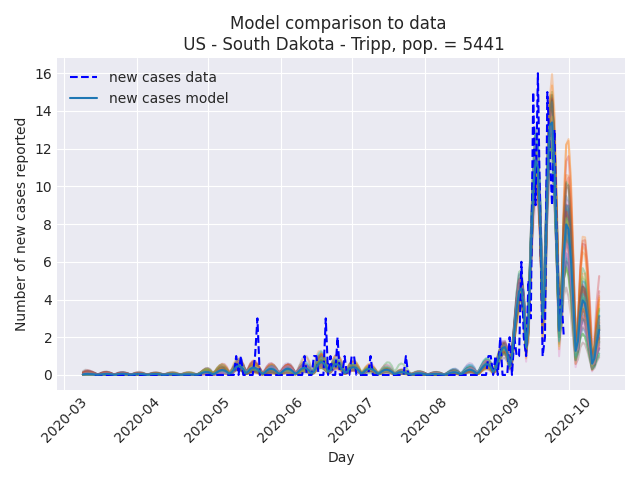 Model comparison to data
US - South Dakota - Tripp, pop. = 5441
new cases data
new cases model
Number of new cases reported
16
14
12
10
8
6
4
2
0
2020-03
2020-04
2020-05
2020-06
2020-07
2020-08
2020-09
2020-10
Day